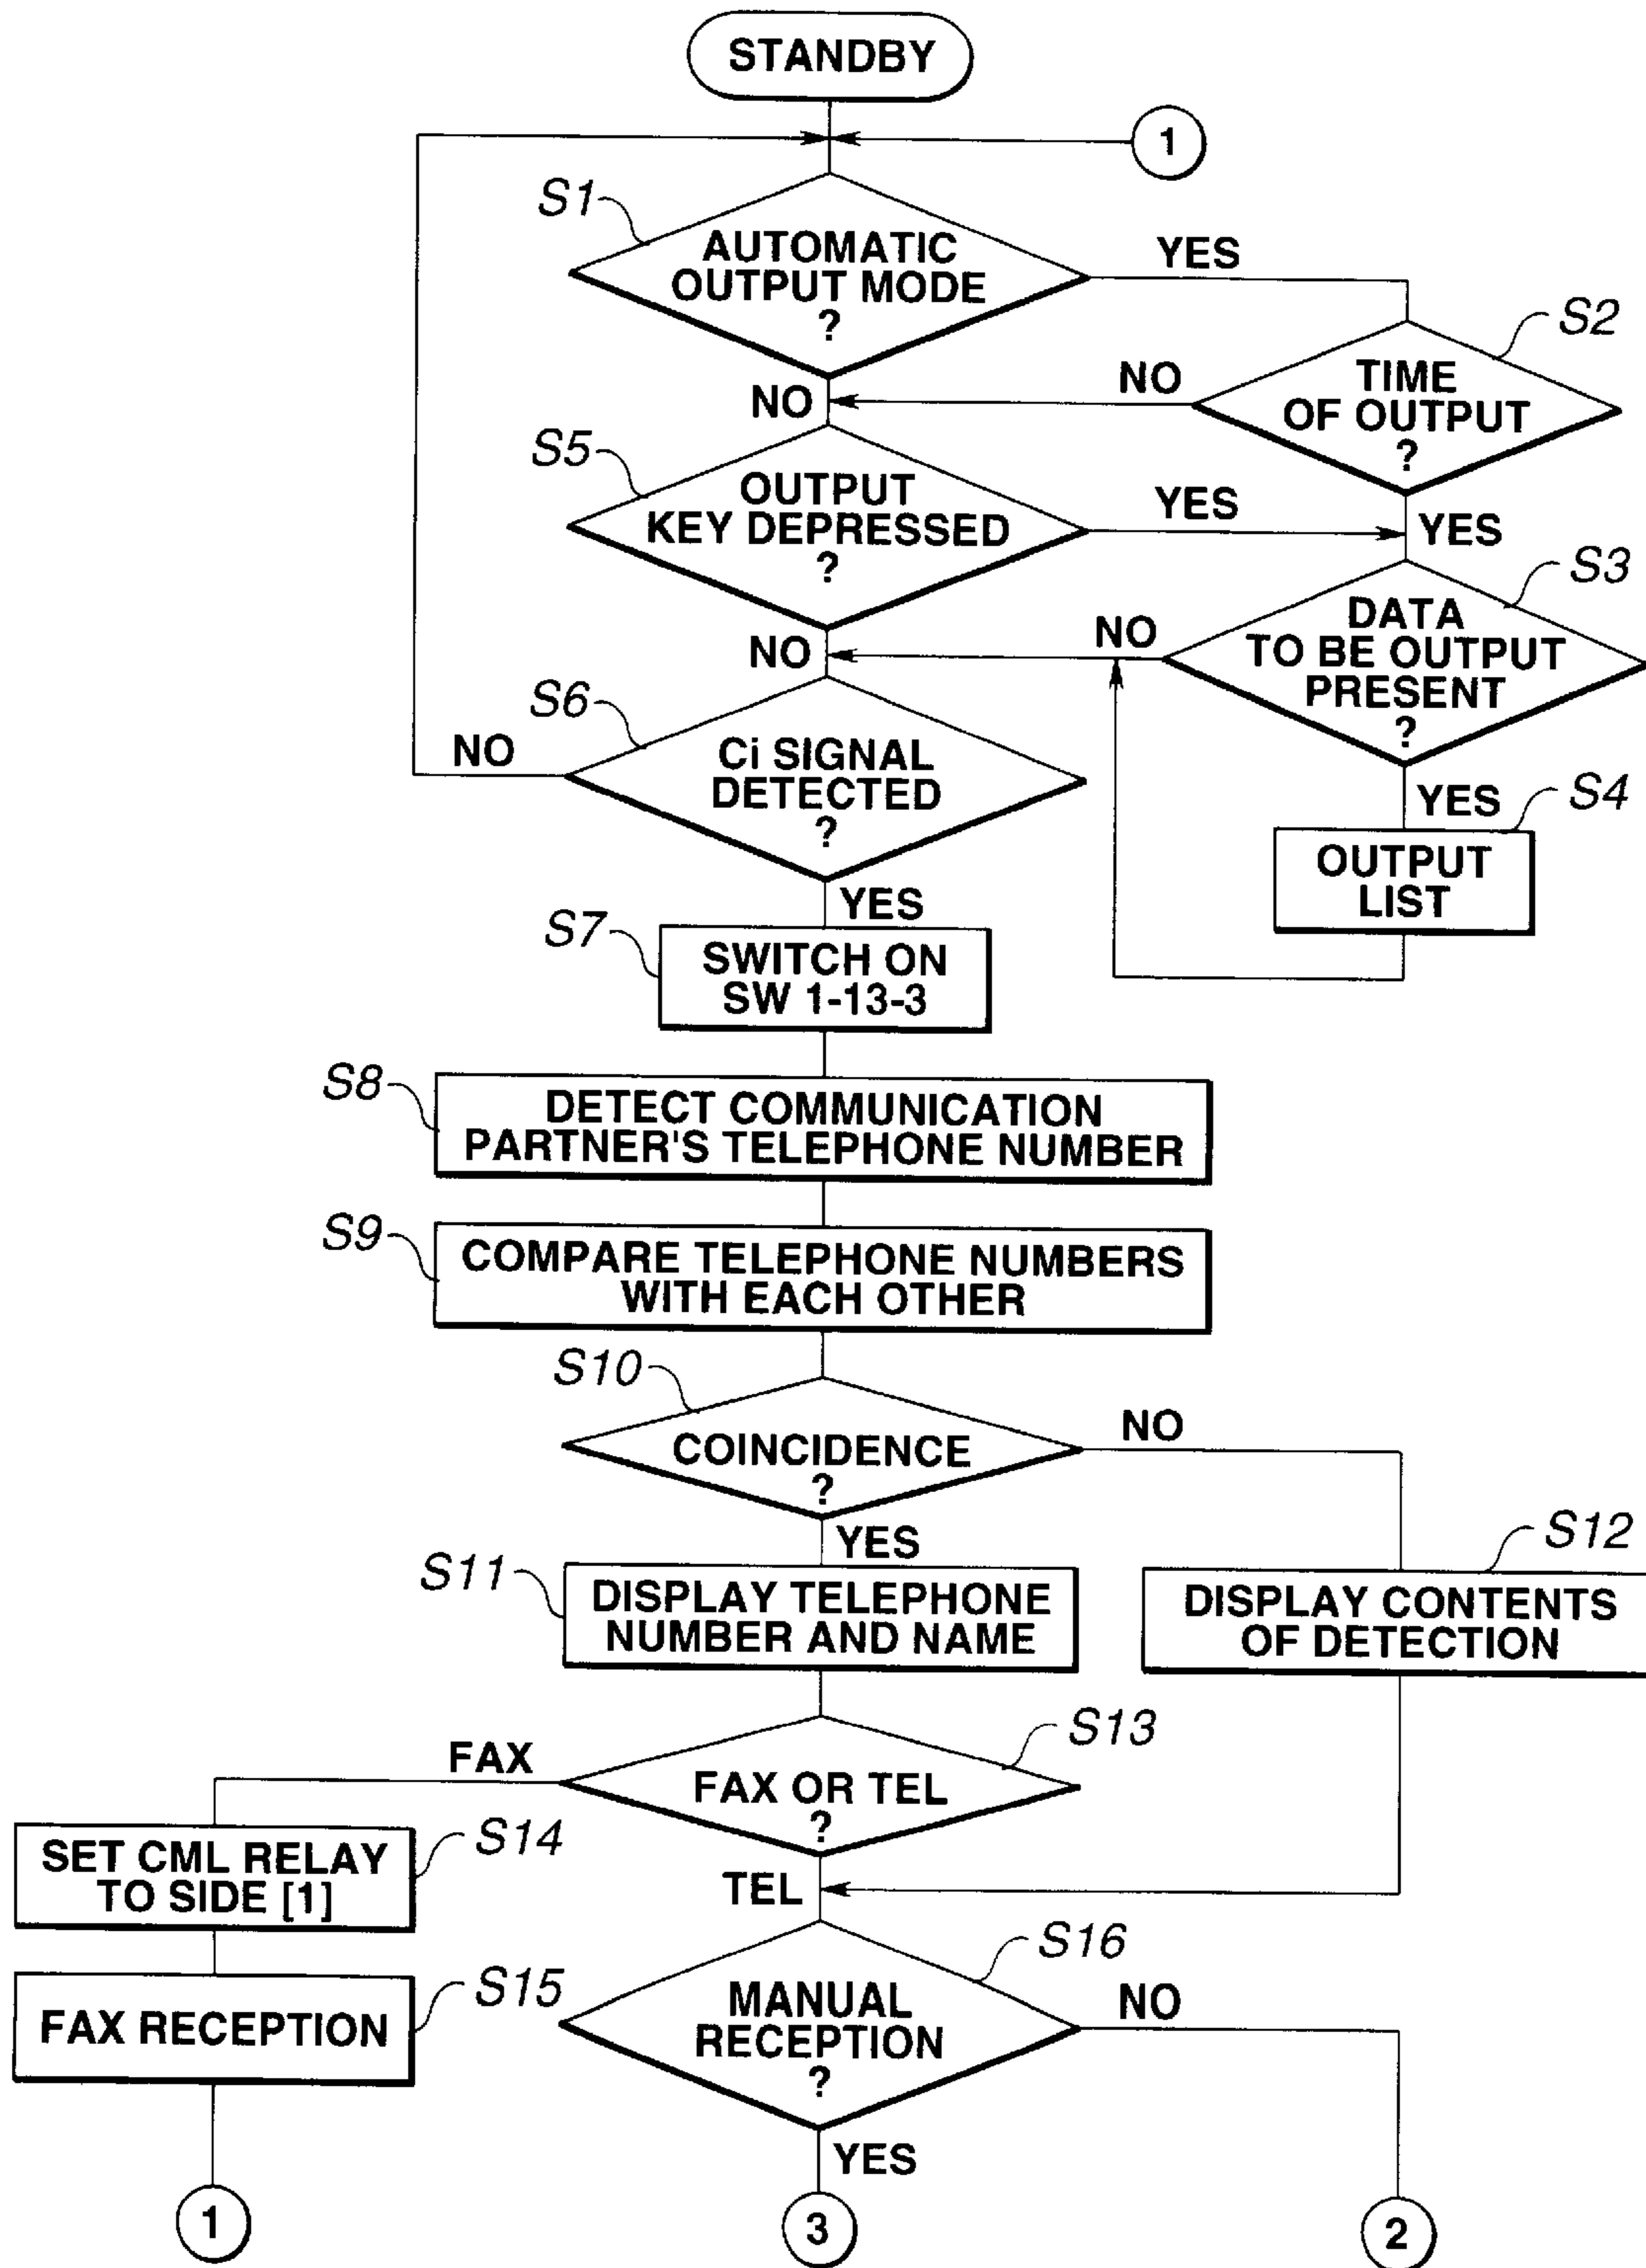 STANDBY
1
S1
AUTOMATIC
OUTPUT MODE
?
YES
S2
TIME
OF OUTPUT
?
NO
NO
YES
S5
OUTPUT
KEY DEPRESSED
?
YES
S3
DATA
TO BE OUTPUT
PRESENT
?
NO
NO
YES
S4
OUTPUT
LIST
S6
Ci SIGNAL
DETECTED
?
NO
YES
S7
SWITCH ON
SW 1-13-3
S8
DETECT COMMUNICATION
PARTNER'S TELEPHONE NUMBER
S9
COMPARE TELEPHONE NUMBERS
WITH EACH OTHER
S10
COINCIDENCE
?
NO
YES
S11
DISPLAY TELEPHONE
NUMBER AND NAME
S12
DISPLAY CONTENTS
OF DETECTION
S13
FAX OR TEL
?
FAX
TEL
S14
SET CML RELAY
TO SIDE [1]
S15
FAX RECEPTION
S16
MANUAL
RECEPTION
?
NO
YES
1
3
2